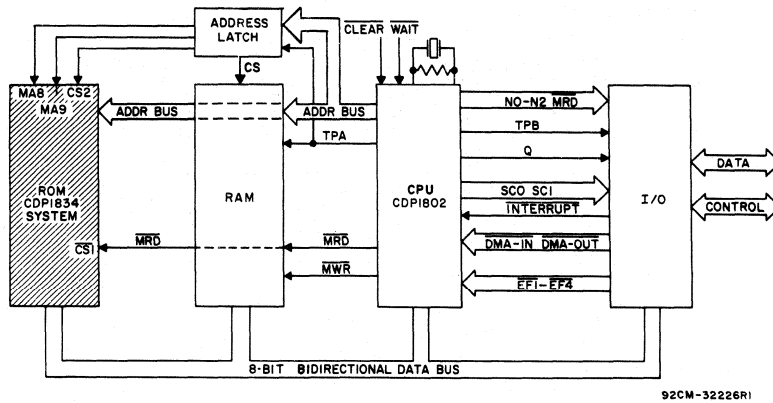 ADDRESS
LATCH
CLEAR WAIT
CS
MA8 CS2
MA9
ADDR BUS
ADDR BUS
NO-N2 MRD
TPA
TPB
Q
ROM
CDP1834
SYSTEM
RAM
CPU
CDP1802
I/O
DATA
SCO SCI
CONTROL
INTERRUPT
CS1
MRD
MRD
DMA-IN DMA-OUT
MWR
EF1-EF4
8-BIT BIDIRECTIONAL DATA BUS
92CM-32226R1